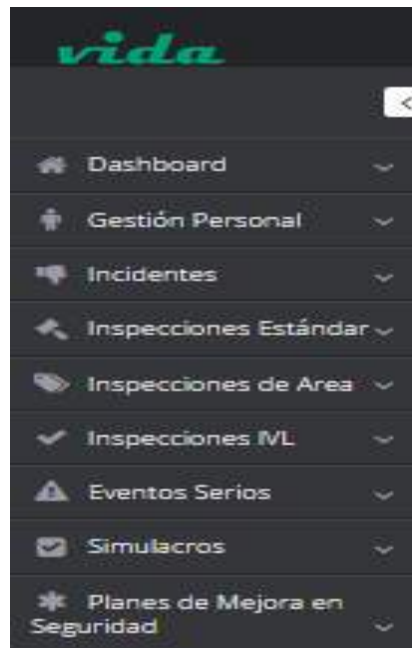 vida
<
Dashboard
Gestión Personal
Incidentes
Inspecciones Estándar
Inspecciones de Area
Inspecciones IVL
Eventos Serios
Simulacros
Planes de Mejora en
Seguridad